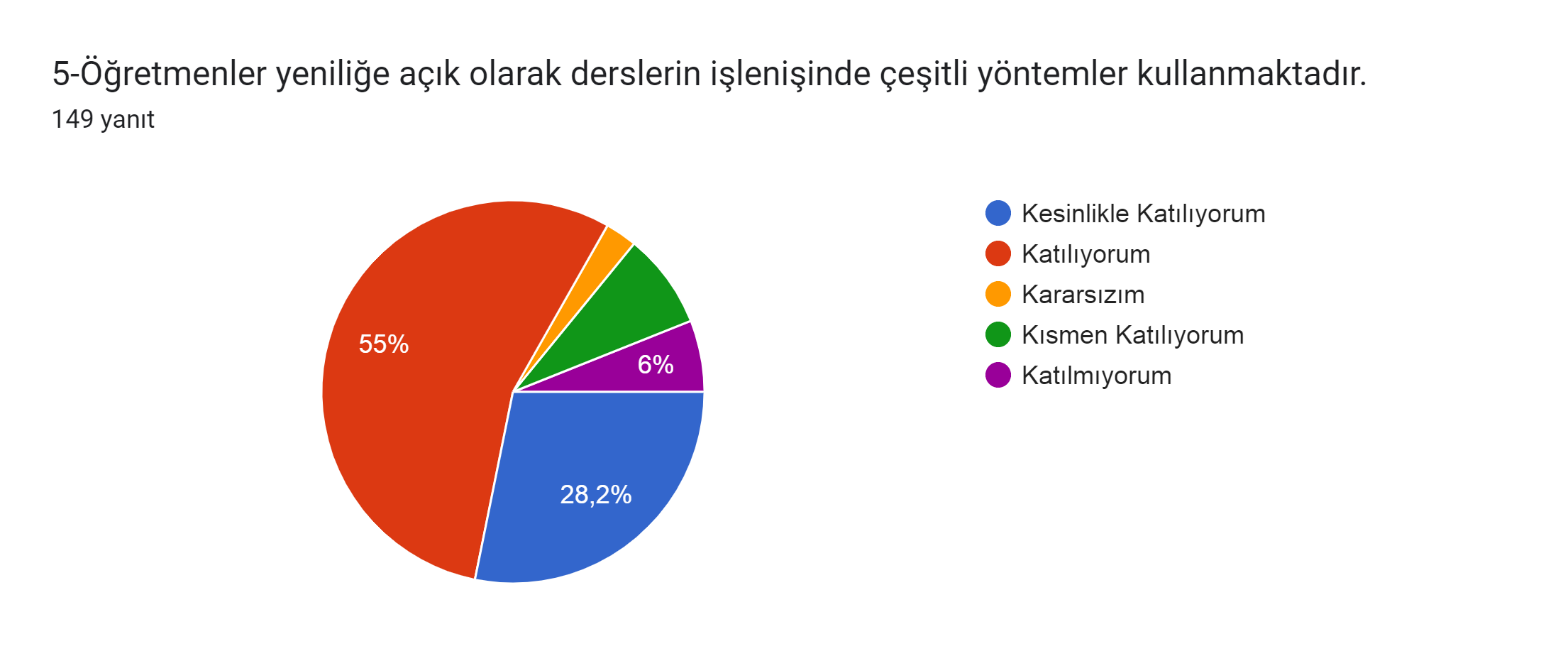 5-Öğretmenler yeniliğe açık olarak derslerin işlenişinde çeşitli yöntemler kullanmaktadır.
149 yanıt
Kesinlikle Katılıyorum
Katılıyorum
Kararsızım
Kısmen Katılıyorum
Katılmıyorum
55%
6%
28,2%